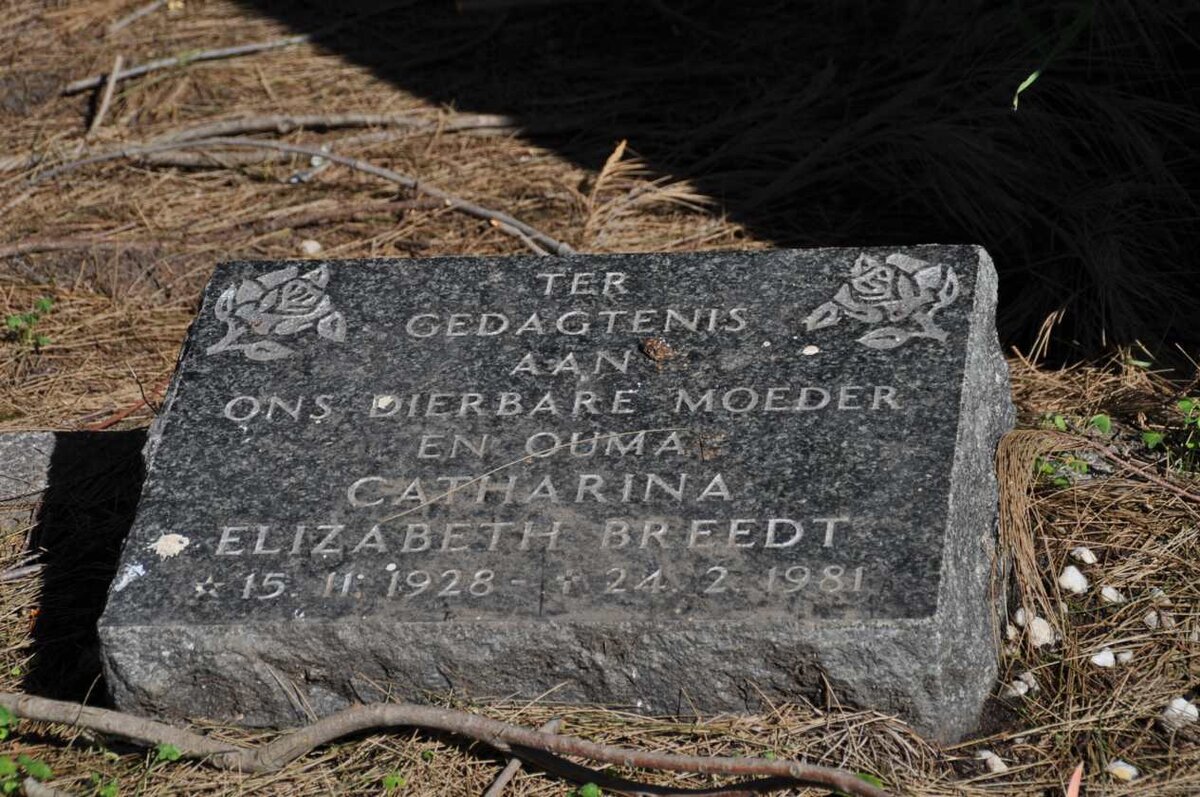 TER
GEDAGTENIS
AAN
ONS DIERBARE MOEDER
EN OUMA
CATHARINA
ELIZABETH BREEDT
* 15. 11. 1928 - † 24. 2. 1981